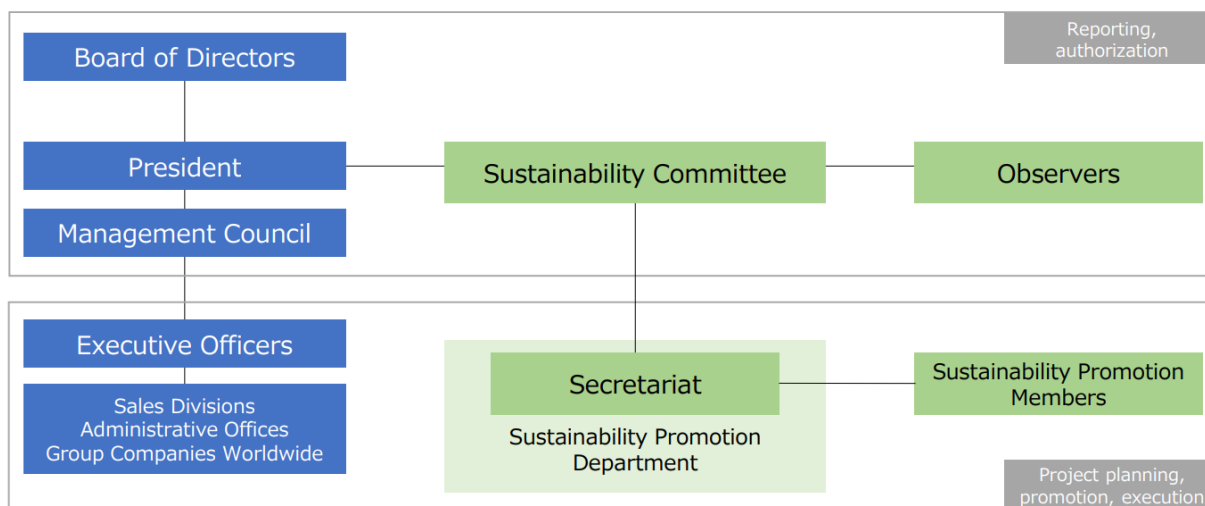 Reporting,
authorization
Board of Directors
President
Sustainability Committee
Observers
Management Council
Executive Officers
Secretariat
Sustainability Promotion
Members
Sales Divisions
Administrative Offices
Group Companies Worldwide
Sustainability Promotion
Department
Project planning,
promotion, execution